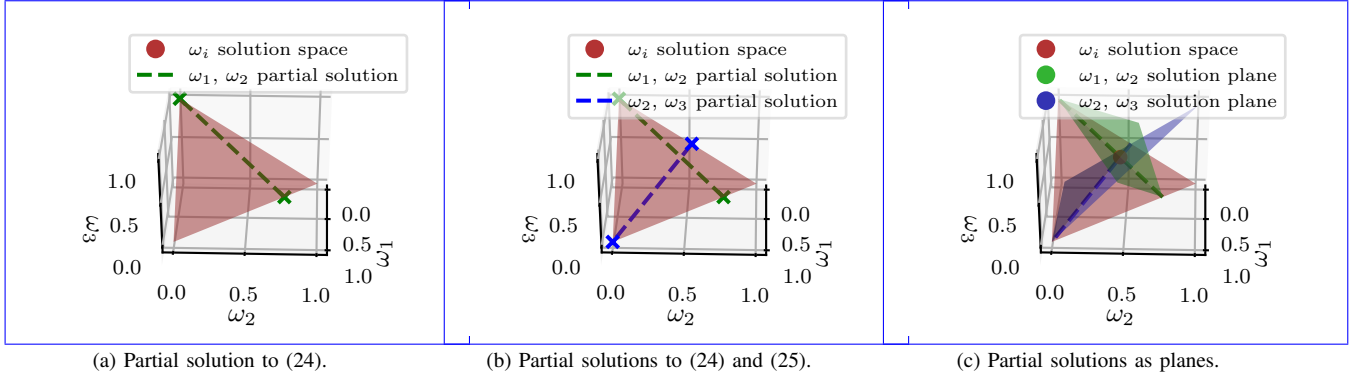 ω₁ solution space
ω₁, ω₂ partial solution
1.0
0.5
0.0
ω₃
0.0
0.5
1.0
ω₂
0.0
0.5
1.0
ω₁
(a) Partial solution to (24).
ωᵢ solution space
ω₁, ω₂ partial solution
ω₂, ω₃ partial solution
1.0
0.5
0.0
ω₃
0.0
0.5
1.0
ω₂
0.0
0.5
1.0
ω₁
(b) Partial solutions to (24) and (25).
ωᵢ solution space
ω₁, ω₂ solution plane
ω₂, ω₃ solution plane
1.0
0.5
0.0
ω₃
0.0
0.5
1.0
ω₂
0.0
0.5
1.0
ω₁
(c) Partial solutions as planes.